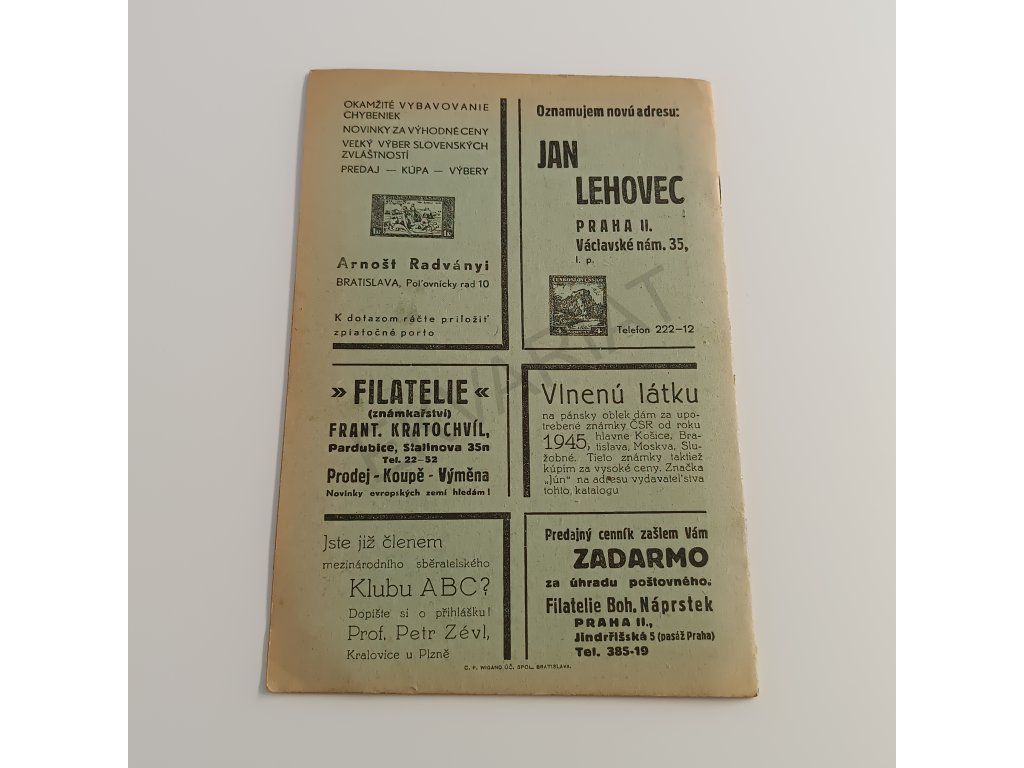 OKAMŽITÉ VYBAVOVANIE
CHYBENIEK
NOVINKY ZA VÝHODNÉ CENY
VEĽKÝ VÝBER SLOVENSKÝCH
ZVLÁŠTNOSTÍ
PREDAJ — KÚPA — VÝBERY
Arnošt Radványi
BRATISLAVA, Poľovnícky rad 10
K dotazom ráčte priložiť
zpiatočné porto
Oznamujem novú adresu:
JAN
LEHOVEC
PRAHA II.
Václavské nám. 35,
I. p.
Telefon 222—12
» FILATELIE «
(známkařství)
FRANT. KRATOCHVÍL,
Pardubice, Stalinova 35n
Tel. 22—52
Prodej - Koupě - Výměna
Novinky evropských zemí hledám!
Vlnenú látku
na pánsky oblek dám za upo-
trebené známky ČSR od roku
1945, hlavne Košice, Bra-
tislava, Moskva, Slu-
žobné. Tieto známky taktiež
kúpim za vysoké ceny. Značka
„Jún" na adresu vydavateľstva
tohto, katalogu
Jste již členem
mezinárodního sběratelského
Klubu ABC?
Dopište si o přihlášku!
Prof. Petr Zévl,
Kralovice u Plzně
Predajný cenník zašlem Vám
ZADARMO
za úhradu poštovného.
Filatelie Boh. Náprstek
PRAHA II.,
Jindřišská 5 (pasáž Praha)
Tel. 385-19
C. F. WIGAND ÚČ. SPOL. BRATISLAVA.